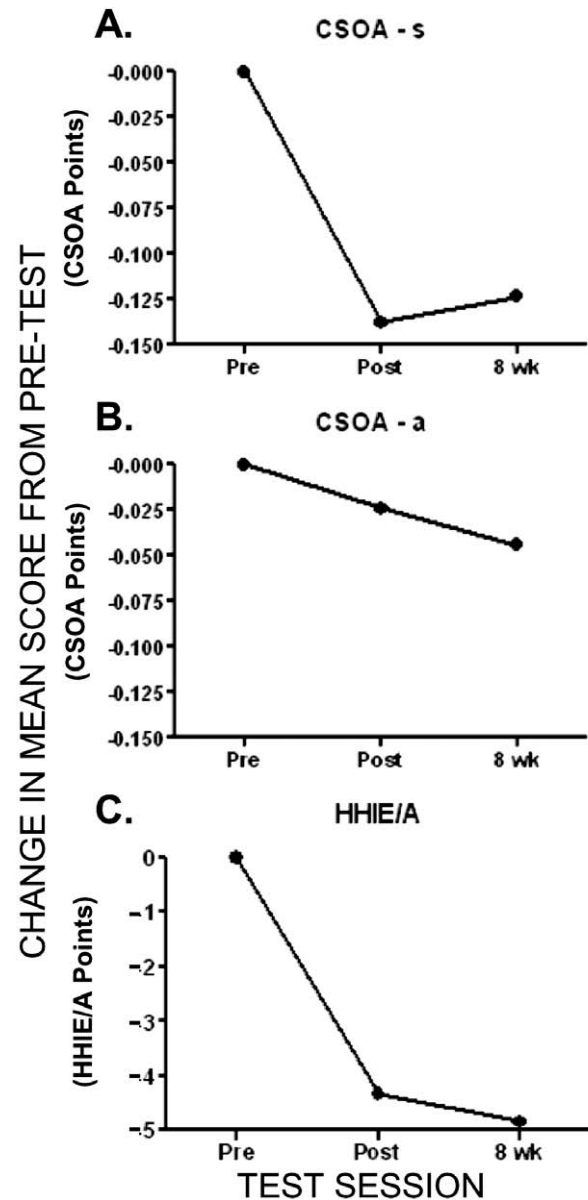 CHANGE IN MEAN SCORE FROM PRE-TEST
A.
CSOA - s
(CSOA Points)
-0.000
-0.025
-0.050
-0.075
-0.100
-0.125
-0.150
Pre Post 8 wk
B.
CSOA - a
(CSOA Points)
-0.000
-0.025
-0.050
-0.075
-0.100
-0.125
-0.150
Pre Post 8 wk
C.
HHIE/A
(HHIE/A Points)
0
-1
-2
-3
-4
-5
Pre Post 8 wk
TEST SESSION